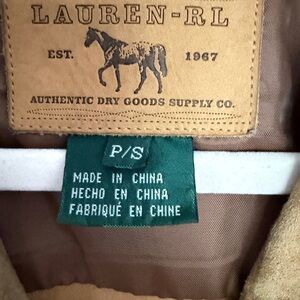 LAUREN-RL
EST. 1967
AUTHENTIC DRY GOODS SUPPLY CO.
P/S
MADE IN CHINA
HECHO EN CHINA
FABRIQUÉ EN CHINE